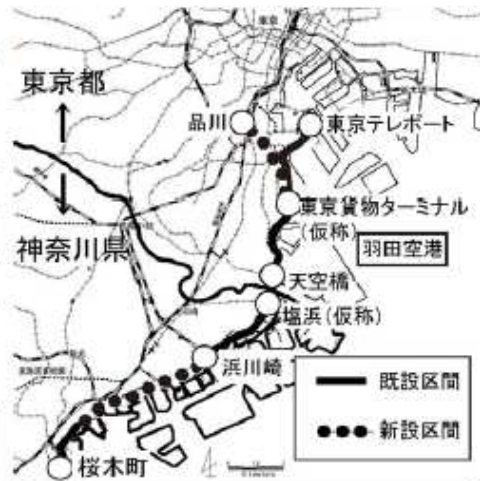 東京
東京都
品川
東京テレポート
東京貨物ターミナル
(仮称)
神奈川県
羽田空港
天空橋
塩浜(仮称)
浜川崎
既設区間
新設区間
桜木町